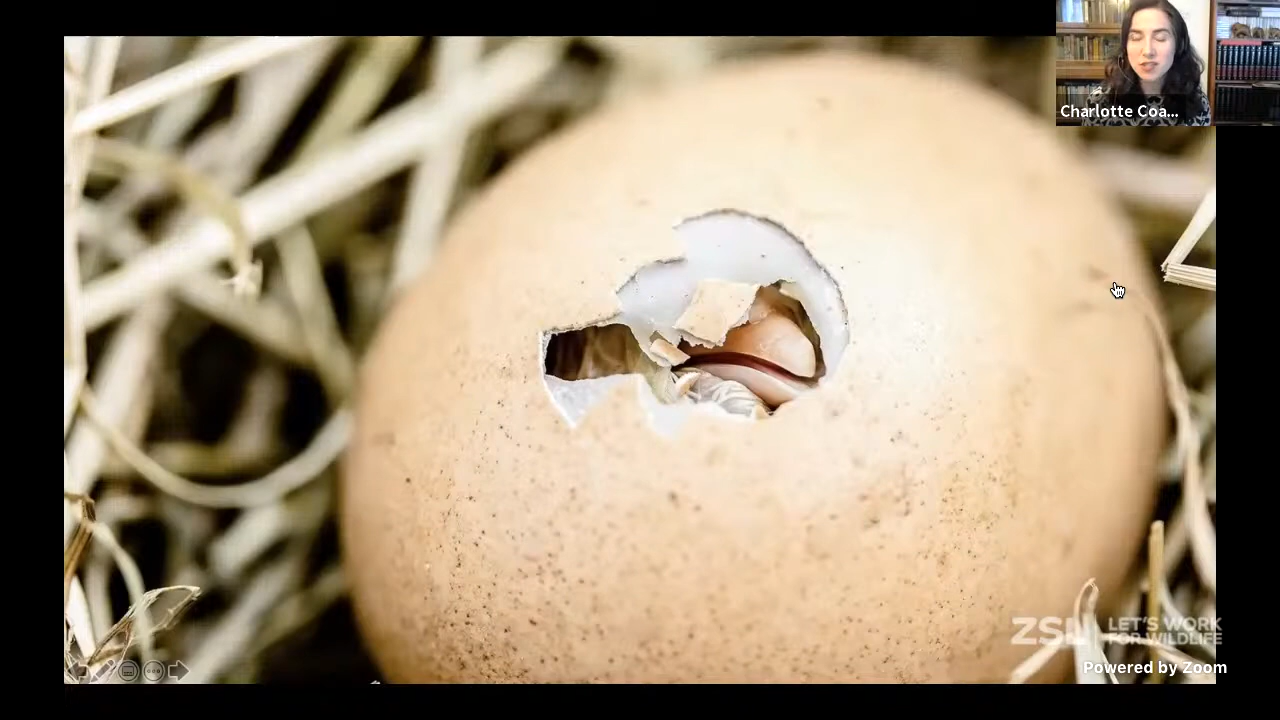 Charlotte Coa...
ZSL
LET'S WORK
FOR WILDLIFE
Powered by Zoom